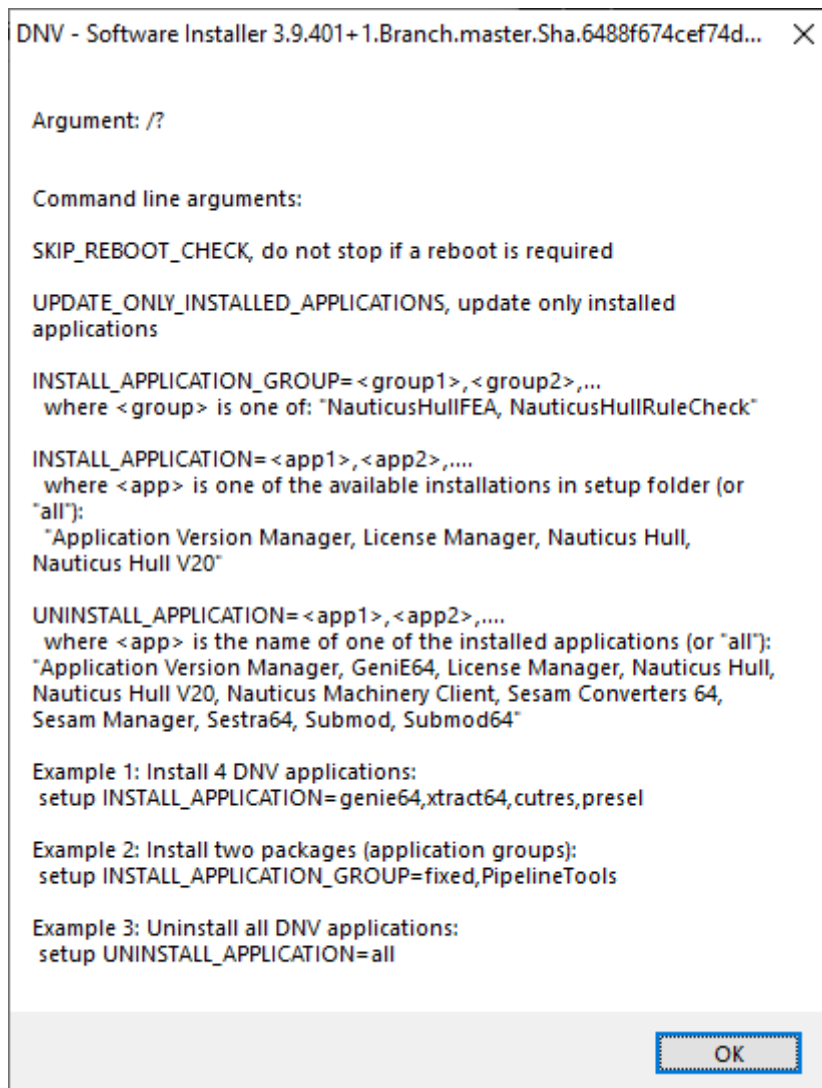 DNV - Software Installer 3.9.401+1.Branch.master.Sha.6488f674cef74d...
Argument: /?
Command line arguments:
SKIP_REBOOT_CHECK, do not stop if a reboot is required
UPDATE_ONLY_INSTALLED_APPLICATIONS, update only installed
applications
INSTALL_APPLICATION_GROUP=<group1>,<group2>,...
where <group> is one of: "NauticusHullFEA, NauticusHullRuleCheck"
INSTALL_APPLICATION=<app1>,<app2>,....
where <app> is one of the available installations in setup folder (or
"all"):
"Application Version Manager, License Manager, Nauticus Hull,
Nauticus Hull V20"
UNINSTALL_APPLICATION=<app1>,<app2>,....
where <app> is the name of one of the installed applications (or "all"):
"Application Version Manager, GeniE64, License Manager, Nauticus Hull,
Nauticus Hull V20, Nauticus Machinery Client, Sesam Converters 64,
Sesam Manager, Sestra64, Submod, Submod64"
Example 1: Install 4 DNV applications:
setup INSTALL_APPLICATION=genie64,xtract64,cutres,presel
Example 2: Install two packages (application groups):
setup INSTALL_APPLICATION_GROUP=fixed,PipelineTools
Example 3: Uninstall all DNV applications:
setup UNINSTALL_APPLICATION=all
OK